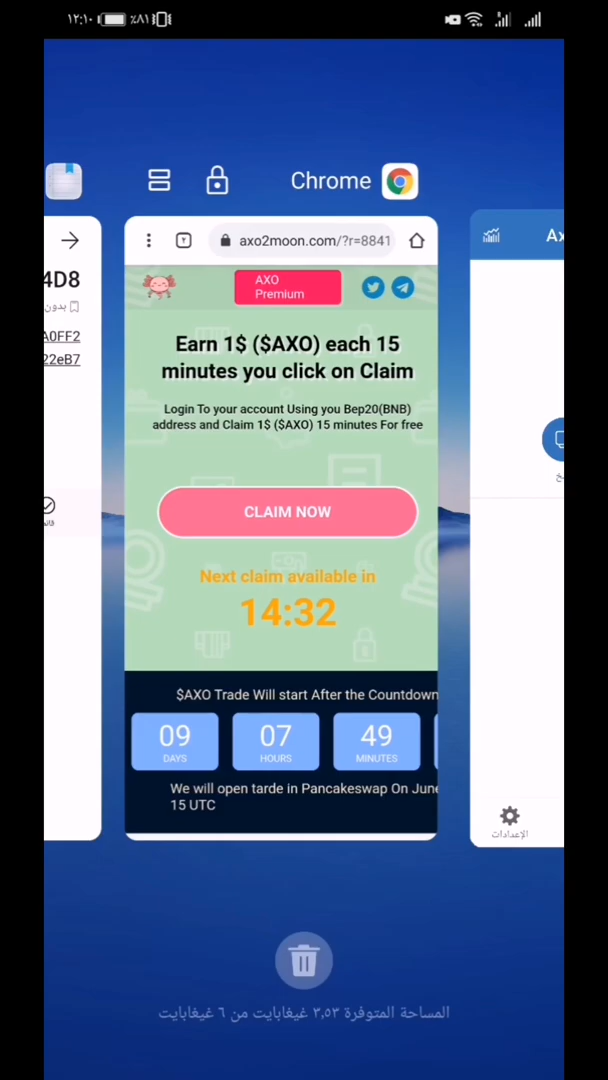 ١٢:١٠ ٪٨١
Chrome
4D8
بدون
A0FF2
22eB7
axo2moon.com/?r=8841
AXO
Premium
Earn 1$ ($AXO) each 15
minutes you click on Claim
Login To your account Using you Bep20(BNB)
address and Claim 1$ ($AXO) 15 minutes For free
CLAIM NOW
Next claim available in
14:32
$AXO Trade Will start After the Countdown
09 07 49
DAYS HOURS MINUTES
We will open tarde in Pancakeswap On June
15 UTC
Ax
الإعدادات
المساحة المتوفرة ٣,٥٣ غيغابايت من ٦ غيغابايت